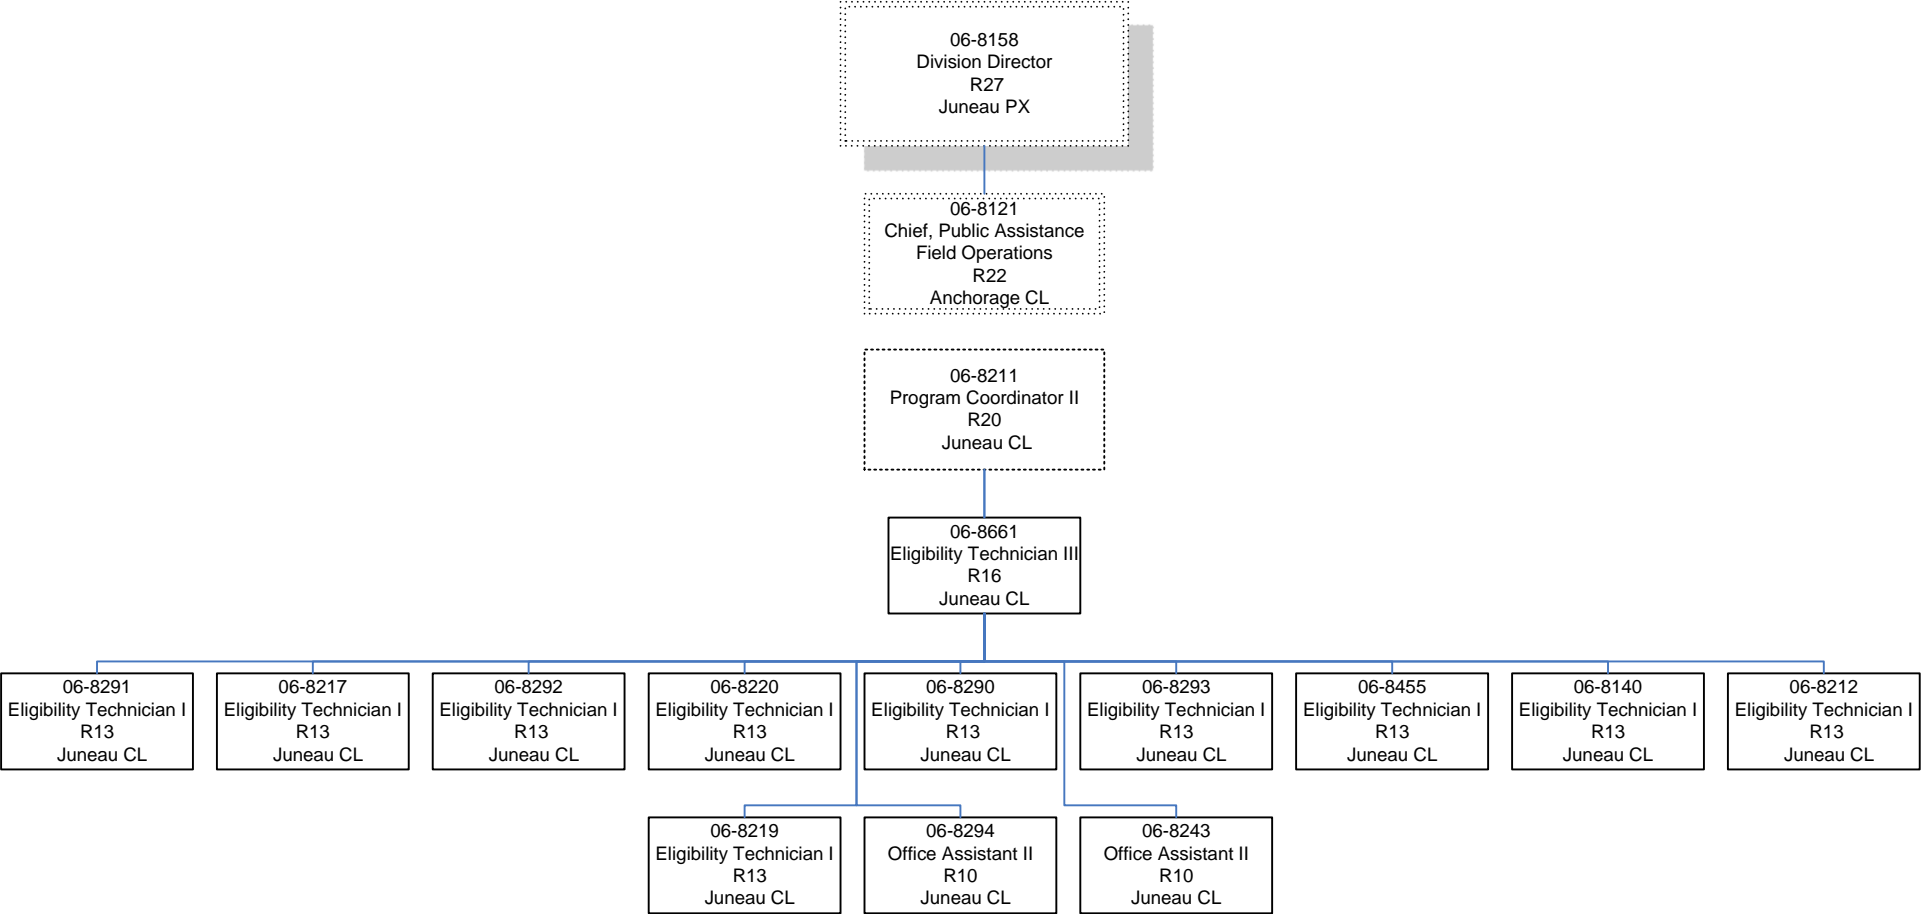 06-8158
Division Director
R27
Juneau PX
06-8121
Chief, Public Assistance
Field Operations
R22
Anchorage CL
06-8211
Program Coordinator II
R20
Juneau CL
06-8661
Eligibility Technician III
R16
Juneau CL
06-8291
Eligibility Technician I
R13
Juneau CL
06-8217
Eligibility Technician I
R13
Juneau CL
06-8292
Eligibility Technician I
R13
Juneau CL
06-8220
Eligibility Technician I
R13
Juneau CL
06-8290
Eligibility Technician I
R13
Juneau CL
06-8293
Eligibility Technician I
R13
Juneau CL
06-8455
Eligibility Technician I
R13
Juneau CL
06-8140
Eligibility Technician I
R13
Juneau CL
06-8212
Eligibility Technician I
R13
Juneau CL
06-8219
Eligibility Technician I
R13
Juneau CL
06-8294
Office Assistant II
R10
Juneau CL
06-8243
Office Assistant II
R10
Juneau CL